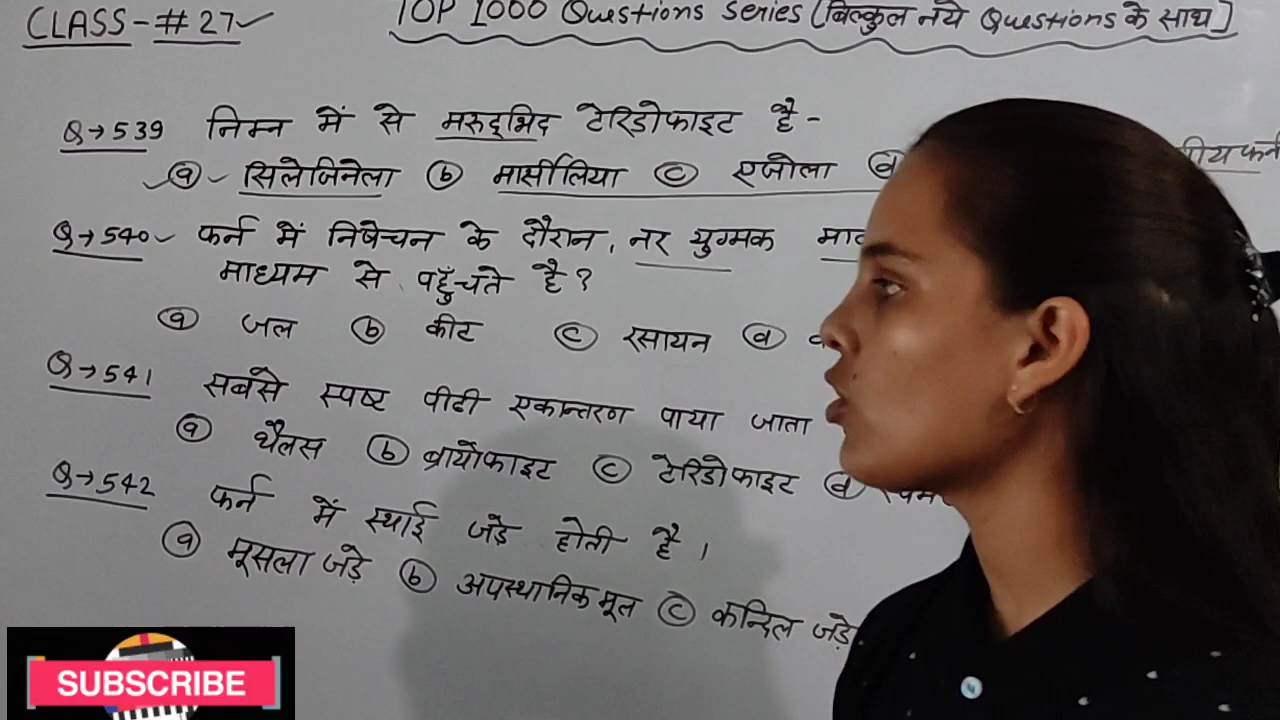 CLASS-#27✓ TOP 1000 Questions series (बिल्कुल नये Questions के साथ]
Q→539 निम्न में से मरुद्भिद टेरिडोफाइट है -
ⓐ सिलेजिनेला ⓑ मार्सीलिया ⓒ एजोला ⓓ फर्न
Q→540 फर्न में निषेचन के दौरान, नर युग्मक
माध्यम से पहुँचते है?
ⓐ जल ⓑ कीट ⓒ रसायन ⓓ
Q→541 सबसे स्पष्ट पीढी एकान्तरण पाया जाता
ⓐ थैलस ⓑ ब्रायोफाइट ⓒ टेरिडोफाइट ⓓ
Q→542 फर्न में स्थाई जड़े होती है।
ⓐ मूसला जड़े ⓑ अपस्थानिक मूल ⓒ कन्दिल जड़े
SUBSCRIBE